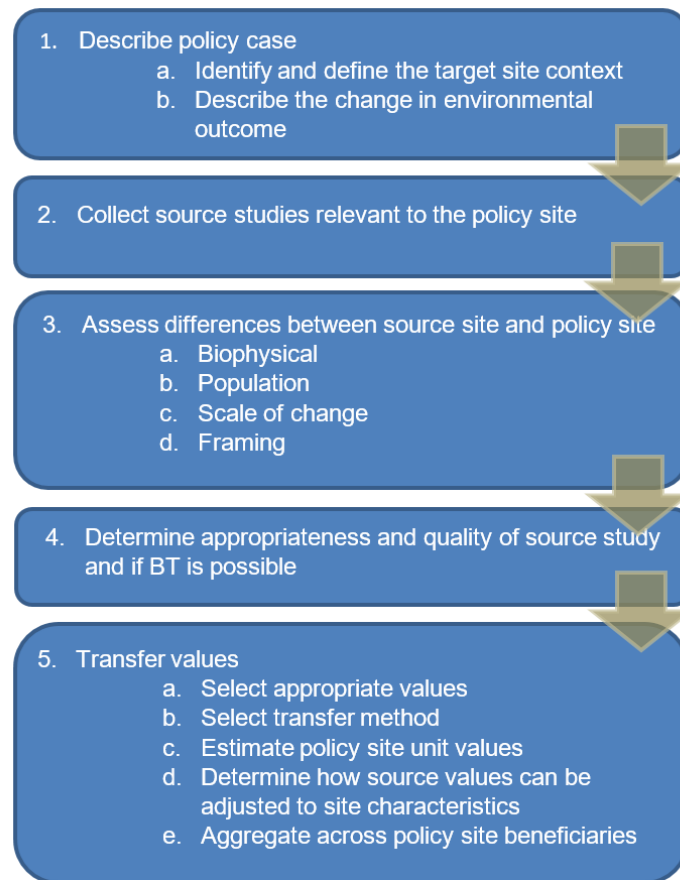 1. Describe policy case
a. Identify and define the target site context
b. Describe the change in environmental
outcome
2. Collect source studies relevant to the policy site
3. Assess differences between source site and policy site
a. Biophysical
b. Population
c. Scale of change
d. Framing
4. Determine appropriateness and quality of source study
and if BT is possible
5. Transfer values
a. Select appropriate values
b. Select transfer method
c. Estimate policy site unit values
d. Determine how source values can be
adjusted to site characteristics
e. Aggregate across policy site beneficiaries